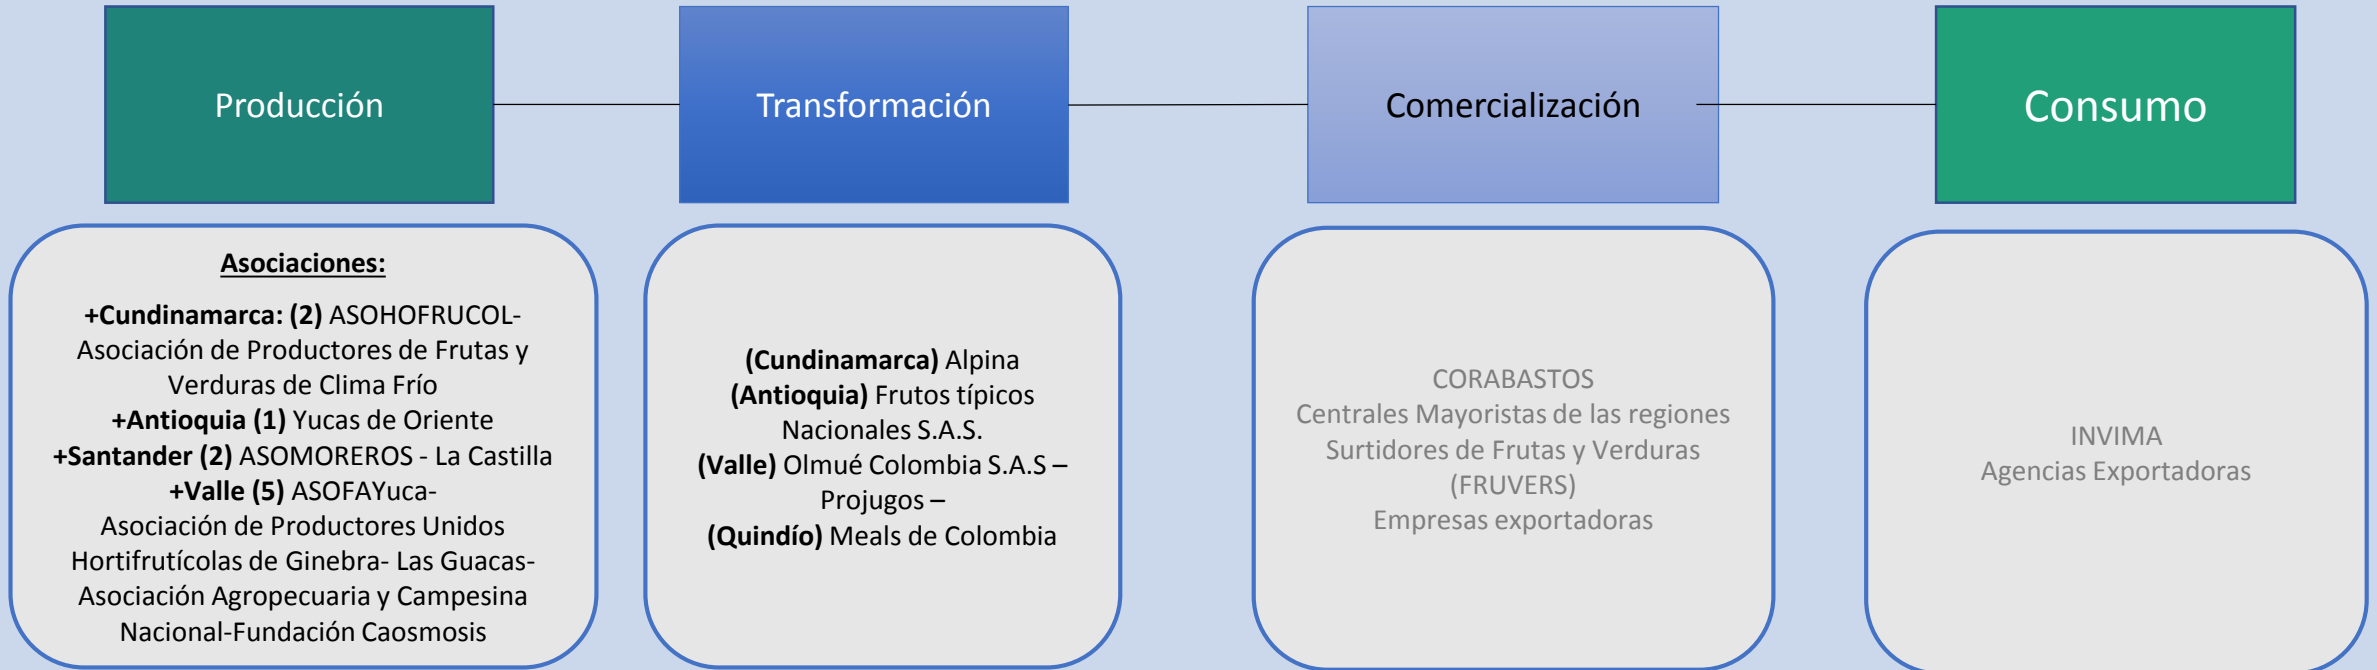 Producción
Transformación
Comercialización
Consumo
Asociaciones:
+Cundinamarca: (2) ASOHOFRUCOL-
Asociación de Productores de Frutas y
Verduras de Clima Frío
+Antioquia (1) Yucas de Oriente
+Santander (2) ASOMOREROS - La Castilla
+Valle (5) ASOFAYuca-
Asociación de Productores Unidos
Hortifrutícolas de Ginebra- Las Guacas-
Asociación Agropecuaria y Campesina
Nacional-Fundación Caosmosis
(Cundinamarca) Alpina
(Antioquia) Frutos típicos
Nacionales S.A.S.
(Valle) Olmué Colombia S.A.S –
Projugos –
(Quindío) Meals de Colombia
CORABASTOS
Centrales Mayoristas de las regiones
Surtidores de Frutas y Verduras
(FRUVERS)
Empresas exportadoras
INVIMA
Agencias Exportadoras